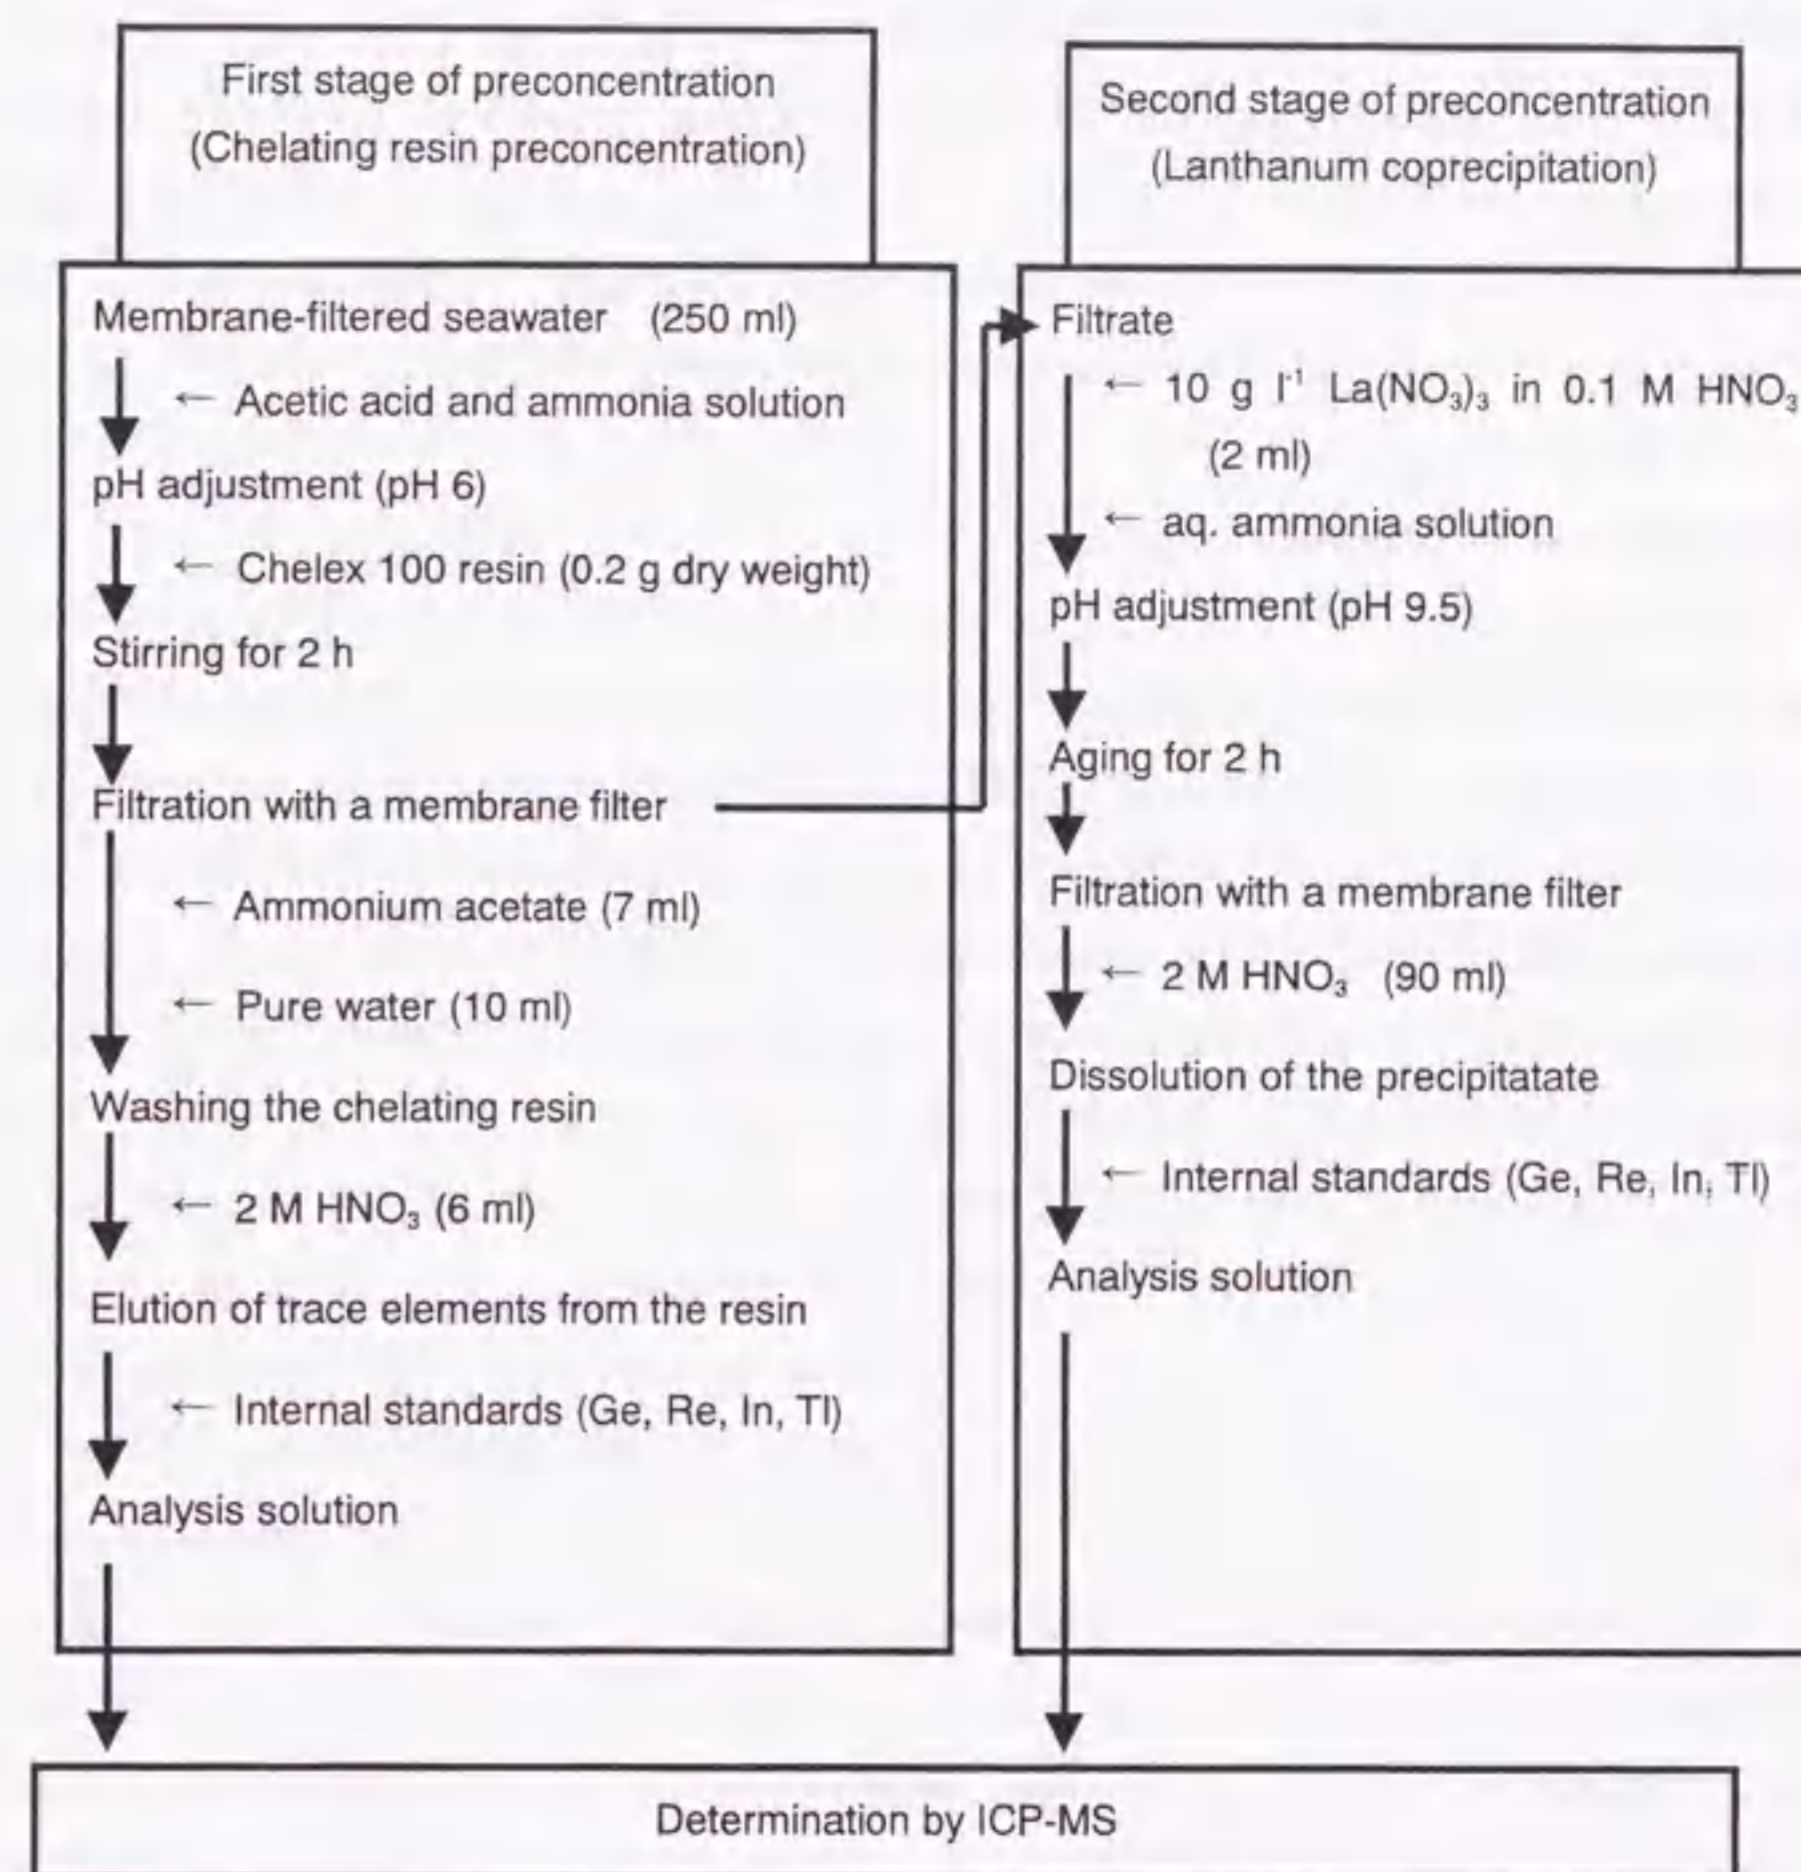 First stage of preconcentration
(Chelating resin preconcentration)
Membrane-filtered seawater (250 ml)
← Acetic acid and ammonia solution
pH adjustment (pH 6)
← Chelex 100 resin (0.2 g dry weight)
Stirring for 2 h
Filtration with a membrane filter
← Ammonium acetate (7 ml)
← Pure water (10 ml)
Washing the chelating resin
← 2 M HNO₃ (6 ml)
Elution of trace elements from the resin
← Internal standards (Ge, Re, In, Tl)
Analysis solution
Second stage of preconcentration
(Lanthanum coprecipitation)
Filtrate
← 10 g l⁻¹ La(NO₃)₃ in 0.1 M HNO₃
(2 ml)
← aq. ammonia solution
pH adjustment (pH 9.5)
Aging for 2 h
Filtration with a membrane filter
← 2 M HNO₃ (90 ml)
Dissolution of the precipitatate
← Internal standards (Ge, Re, In, Tl)
Analysis solution
Determination by ICP-MS